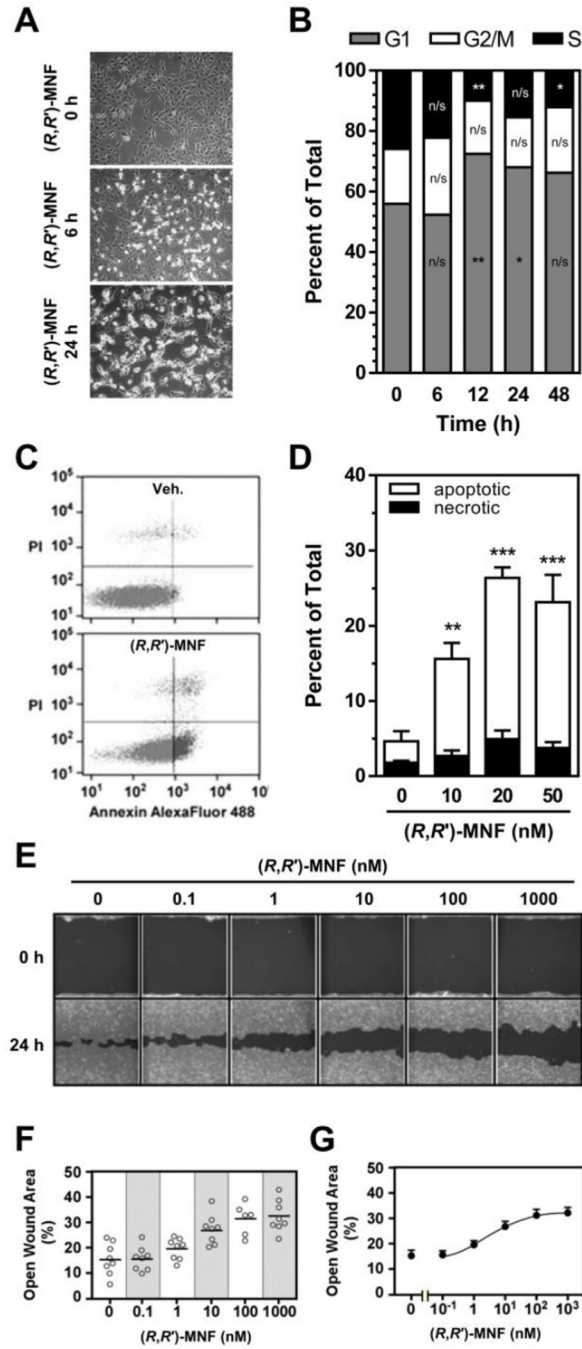 A
(R,R')-MNF
0 h
(R,R')-MNF
6 h
(R,R')-MNF
24 h
B
G1 G2/M S
Percent of Total
100
80
60
40
20
0
** n/s *
n/s
n/s n/s n/s n/s
n/s ** * n/s
0 6 12 24 48
Time (h)
C
Veh.
PI
10⁵
10⁴
10³
10²
10¹
(R,R')-MNF
PI
10⁵
10⁴
10³
10²
10¹
10¹ 10² 10³ 10⁴ 10⁵
Annexin AlexaFluor 488
D
Percent of Total
40
30
20
10
0
apoptotic
necrotic
** *** ***
0 10 20 50
(R,R')-MNF (nM)
E
(R,R')-MNF (nM)
0 0.1 1 10 100 1000
0 h
24 h
F
Open Wound Area
(%)
50
40
30
20
10
0
0 0.1 1 10 100 1000
(R,R')-MNF (nM)
G
Open Wound Area
(%)
50
40
30
20
10
0
0 10⁻¹ 1 10¹ 10² 10³
(R,R')-MNF (nM)